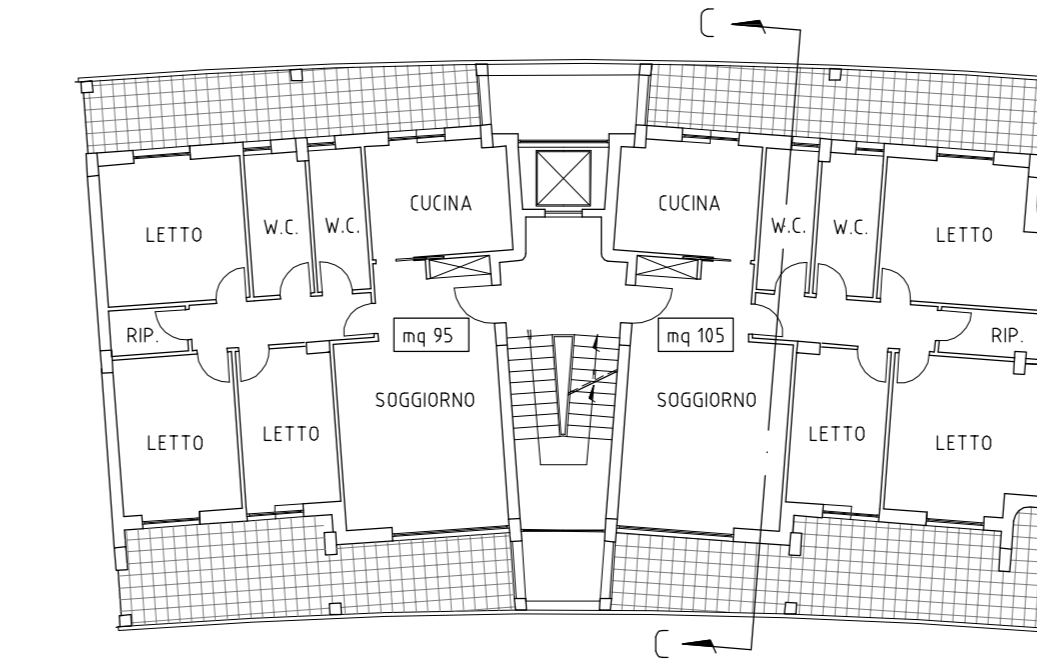 C
CUCINA
CUCINA
LETTO
W.C.
W.C.
W.C.
W.C.
LETTO
RIP.
mq 95
mq 105
RIP.
SOGGIORNO
SOGGIORNO
LETTO
LETTO
LETTO
LETTO
C